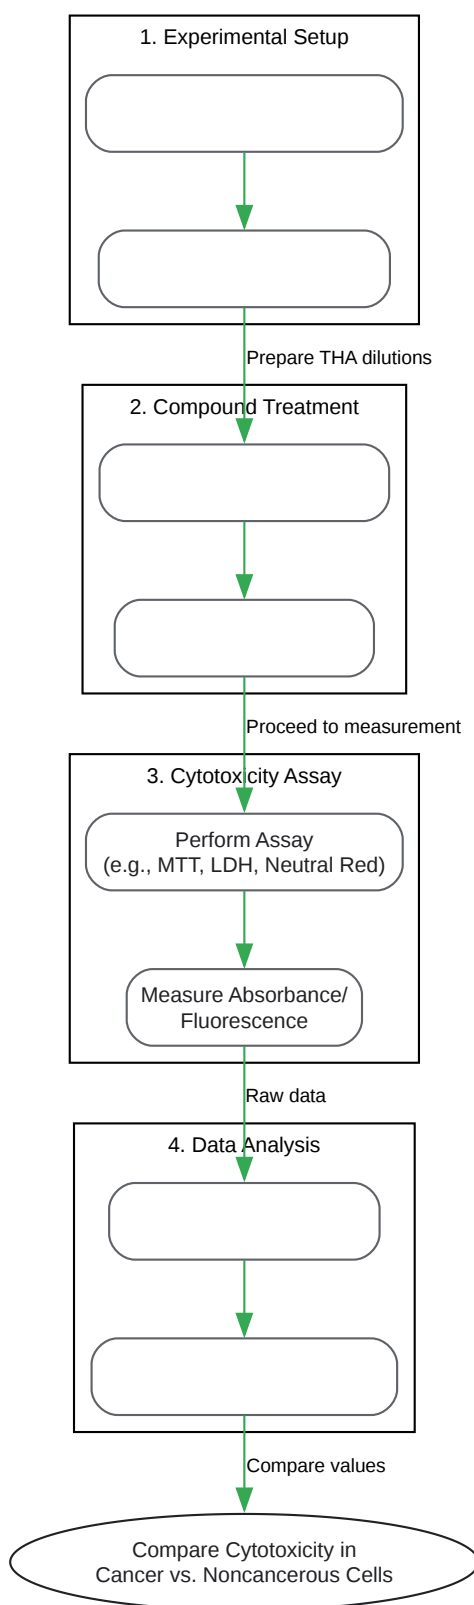 1. Experimental Setup
Prepare THA dilutions
2. Compound Treatment
Proceed to measurement
3. Cytotoxicity Assay
Perform Assay
(e.g., MTT, LDH, Neutral Red)
Measure Absorbance/
Fluorescence
Raw data
4. Data Analysis
Compare values
Compare Cytotoxicity in
Cancer vs. Noncancerous Cells